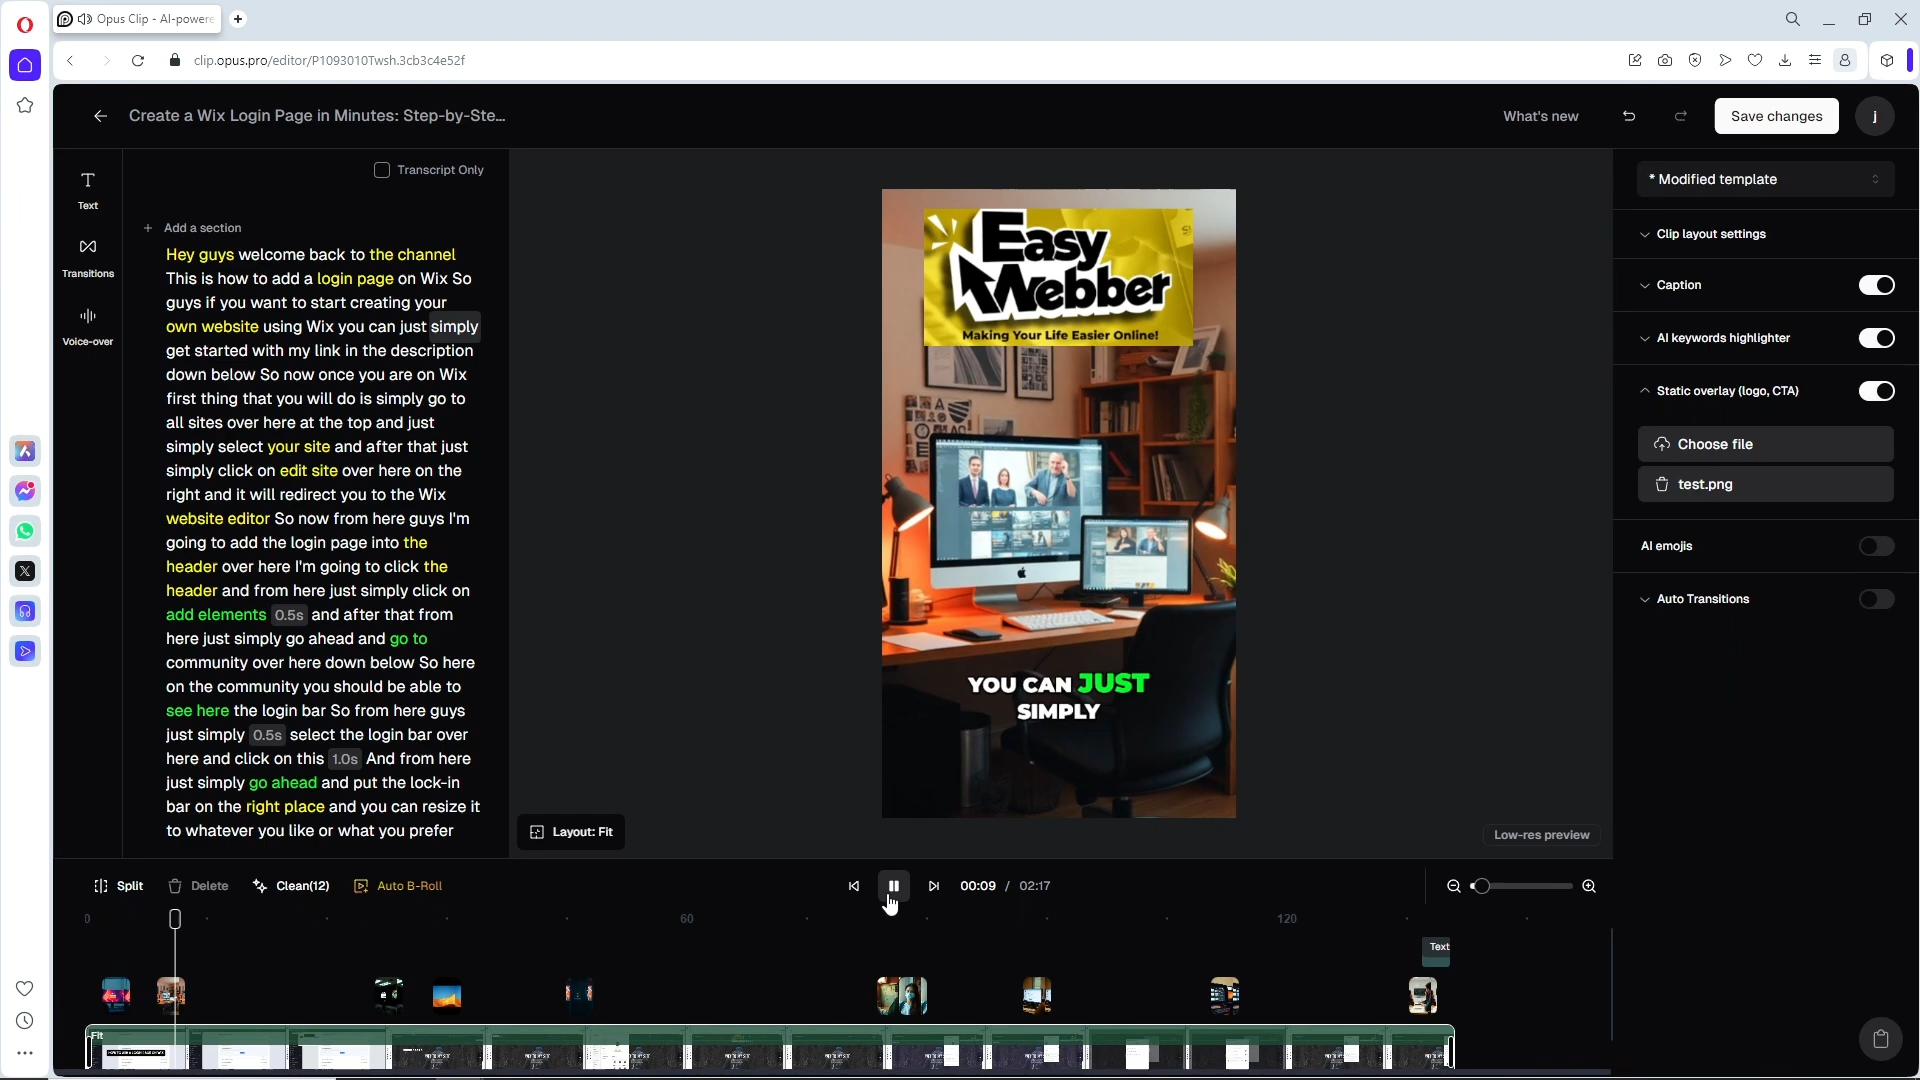 Opus Clip - AI-powere
clip.opus.pro/editor/P1093010Twsh.3cb3c4e52f
Create a Wix Login Page in Minutes: Step-by-Ste...
What's new
Save changes
j
Text
Transitions
Voice-over
Transcript Only
+ Add a section
Hey guys welcome back to the channel
This is how to add a login page on Wix So
guys if you want to start creating your
own website using Wix you can just simply
get started with my link in the description
down below So now once you are on Wix
first thing that you will do is simply go to
all sites over here at the top and just
simply select your site and after that just
simply click on edit site over here on the
right and it will redirect you to the Wix
website editor So now from here guys I'm
going to add the login page into the
header over here I'm going to click the
header and from here just simply click on
add elements 0.5s and after that from
here just simply go ahead and go to
community over here down below So here
on the community you should be able to
see here the login bar So from here guys
just simply 0.5s select the login bar over
here and click on this 1.0s And from here
just simply go ahead and put the lock-in
bar on the right place and you can resize it
to whatever you like or what you prefer
Easy
Webber
Making Your Life Easier Online!
YOU CAN JUST
SIMPLY
Layout: Fit
Low-res preview
* Modified template
Clip layout settings
Caption
AI keywords highlighter
Static overlay (logo, CTA)
Choose file
test.png
AI emojis
Auto Transitions
Split
Delete
Clean(12)
Auto B-Roll
00:09 / 02:17
0
60
120
Text
Fit